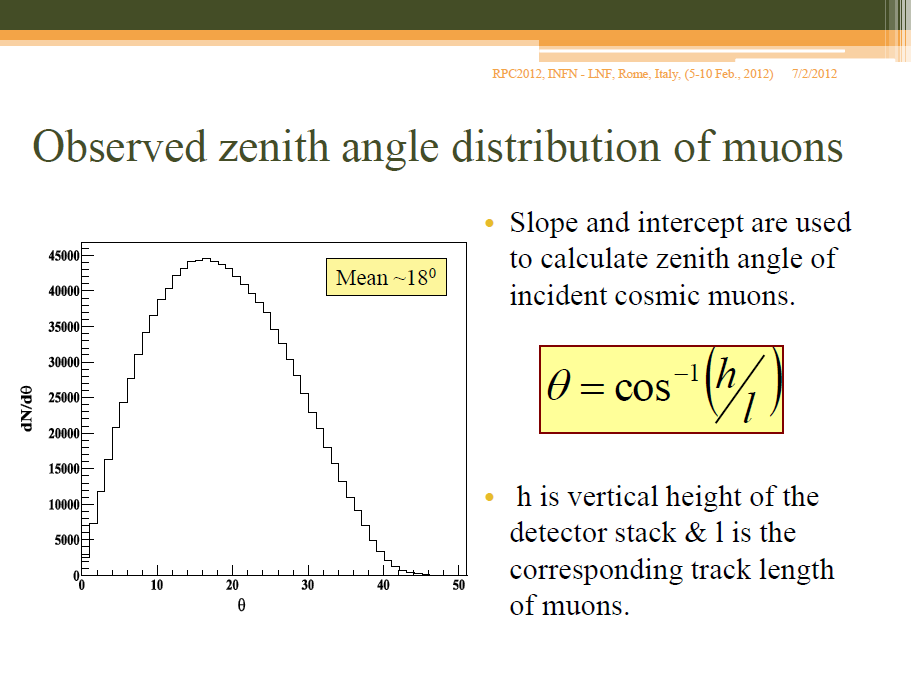 RPC2012, INFN - LNF, Rome, Italy, (5-10 Feb., 2012) 7/2/2012
Observed zenith angle distribution of muons
45000
40000
35000
30000
25000
20000
15000
10000
5000
0
dN/dθ
0 10 20 30 40 50
θ
Mean ~18⁰
• Slope and intercept are used
to calculate zenith angle of
incident cosmic muons.
θ = cos⁻¹(h/l)
• h is vertical height of the
detector stack & l is the
corresponding track length
of muons.